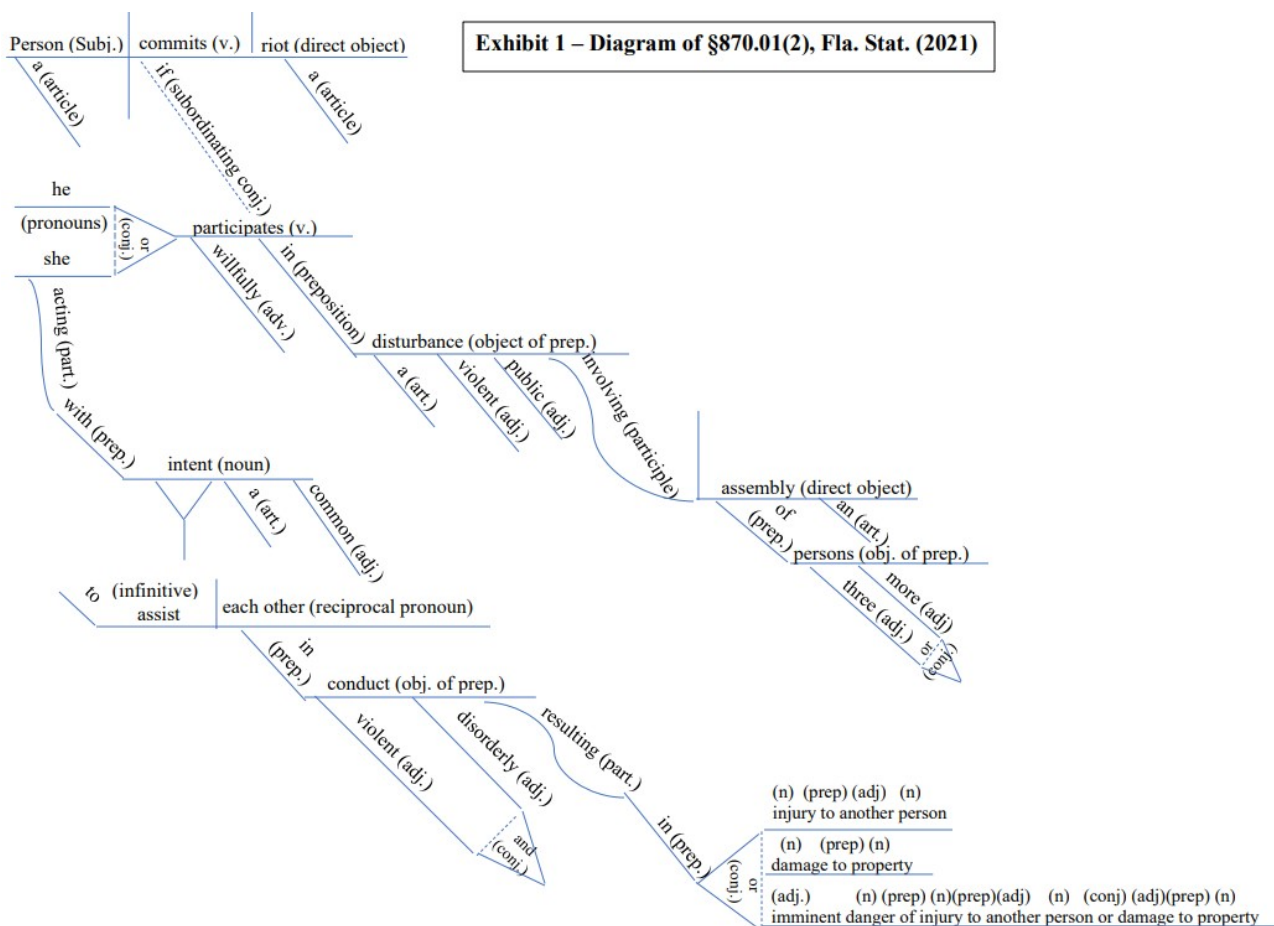 Exhibit 1 – Diagram of §870.01(2), Fla. Stat. (2021)
Person (Subj.)
commits (v.)
riot (direct object)
a (article)
if (subordinating conj.)
a (article)
he
(pronouns)
she
or
(conj.)
participates (v.)
willfully (adv.)
in (preposition)
acting (part.)
disturbance (object of prep.)
a (art.)
violent (adj.)
public (adj.)
involving (participle)
with (prep.)
intent (noun)
a (art.)
common (adj.)
assembly (direct object)
of
(prep.)
an (art.)
persons (obj. of prep.)
three (adj.)
more (adj)
or
(conj.)
to
(infinitive)
assist
each other (reciprocal pronoun)
in
(prep.)
conduct (obj. of prep.)
violent (adj.)
disorderly (adj.)
and
(conj.)
resulting (part.)
in (prep.)
or
(conj.)
(n) (prep) (adj) (n)
injury to another person
(n) (prep) (n)
damage to property
(adj.) (n) (prep) (n)(prep)(adj) (n) (conj) (adj)(prep) (n)
imminent danger of injury to another person or damage to property